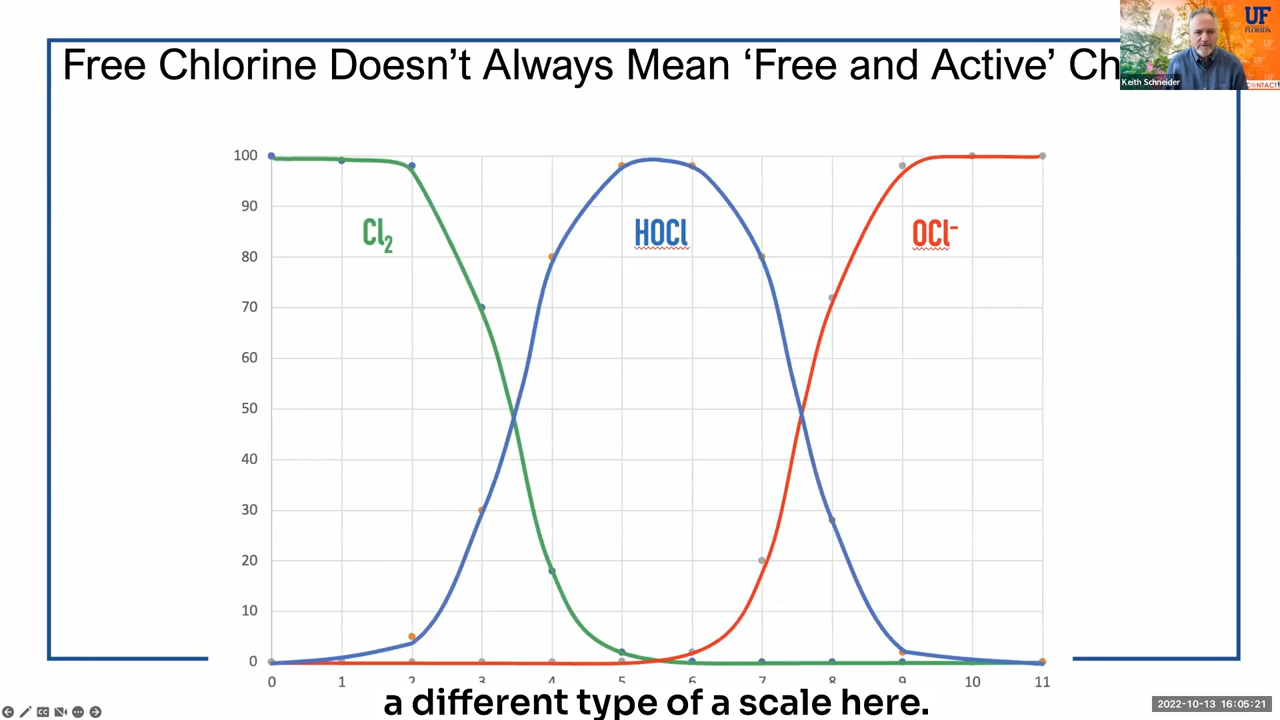 Free Chlorine Doesn't Always Mean 'Free and Active' Ch
UF
FLORIDA
Keith Schneider
100
90
80
70
60
50
40
30
20
10
0
Cl₂
HOCl
OCl⁻
0 1 2 3 4 5 6 7 8 9 10 11
a different type of a scale here.
2022-10-13 16:05:21